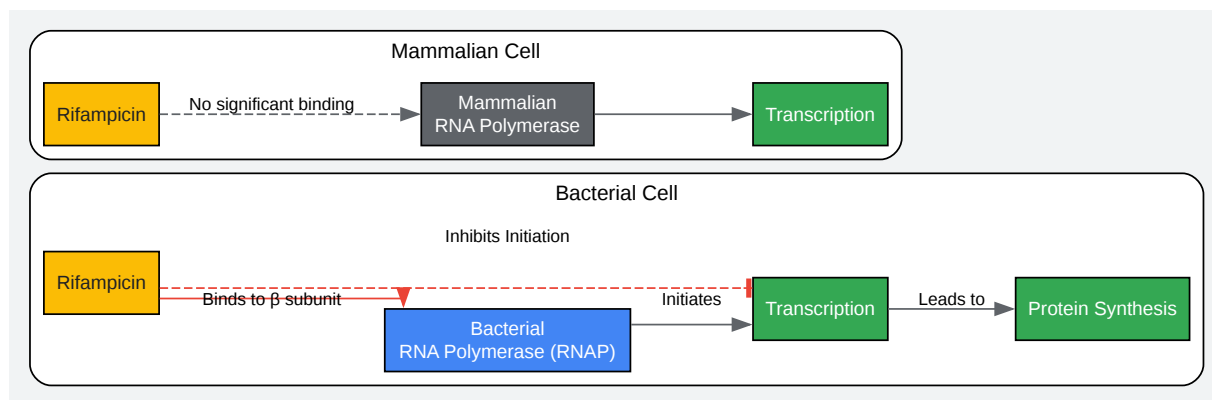 Mammalian Cell
Rifampicin
No significant binding
Mammalian
RNA Polymerase
Transcription
Bacterial Cell
Inhibits Initiation
Rifampicin
Binds to β subunit
Bacterial
RNA Polymerase (RNAP)
Initiates
Transcription
Leads to
Protein Synthesis